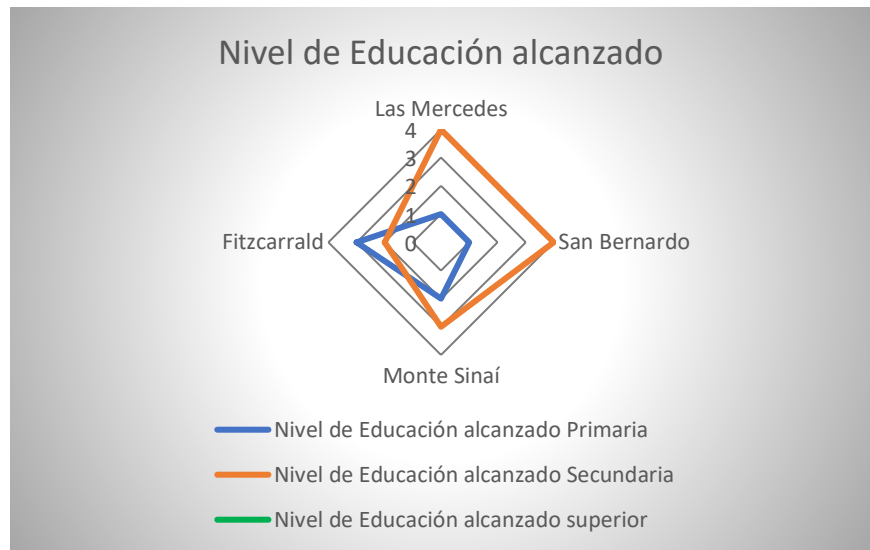 Nivel de Educación alcanzado
Las Mercedes
4
3
2
1
0
Fitzcarrald
San Bernardo
Monte Sinaí
Nivel de Educación alcanzado Primaria
Nivel de Educación alcanzado Secundaria
Nivel de Educación alcanzado superior